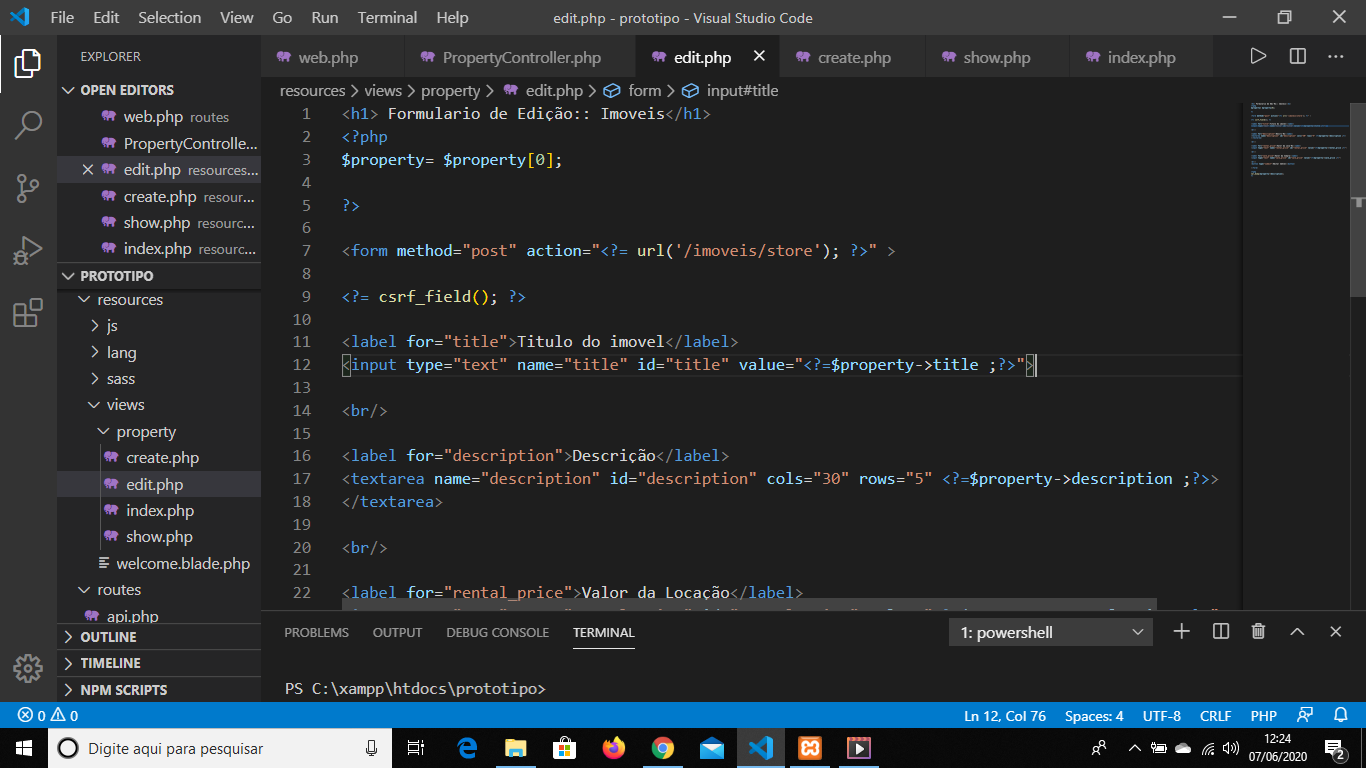 File Edit Selection View Go Run Terminal Help edit.php - prototipo - Visual Studio Code
EXPLORER
web.php PropertyController.php edit.php create.php show.php index.php
OPEN EDITORS
web.php routes
PropertyControlle...
edit.php resources...
create.php resour...
show.php resourc...
index.php resourc...
PROTOTIPO
resources
js
lang
sass
views
property
create.php
edit.php
index.php
show.php
welcome.blade.php
routes
api.php
OUTLINE
TIMELINE
NPM SCRIPTS
resources > views > property > edit.php > form > input#title
1 <h1> Formulario de Edição:: Imoveis</h1>
2 <?php
3 $property= $property[0];
4
5 ?>
6
7 <form method="post" action="<?= url('/imoveis/store'); ?>" >
8
9 <?= csrf_field(); ?>
10
11 <label for="title">Titulo do imovel</label>
12 <input type="text" name="title" id="title" value="<?=$property->title ;?>">
13
14 <br/>
15
16 <label for="description">Descrição</label>
17 <textarea name="description" id="description" cols="30" rows="5" <?=$property->description ;?>>
18 </textarea>
19
20 <br/>
21
22 <label for="rental_price">Valor da Locação</label>
PROBLEMS OUTPUT DEBUG CONSOLE TERMINAL 1: powershell
PS C:\xampp\htdocs\prototipo>
0 0 Ln 12, Col 76 Spaces: 4 UTF-8 CRLF PHP
Digite aqui para pesquisar
12:24
07/06/2020
2